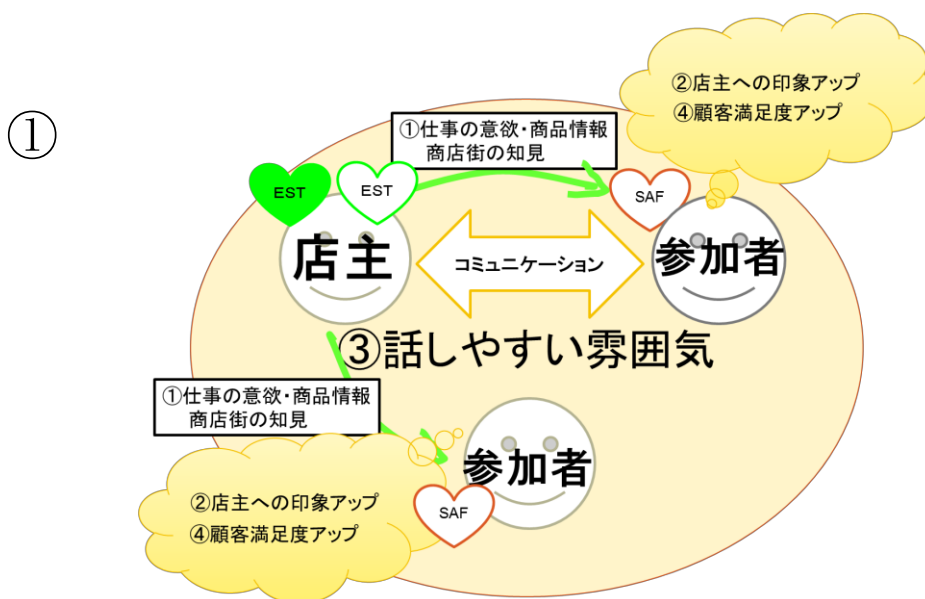 ①
②店主への印象アップ
④顧客満足度アップ
①仕事の意欲・商品情報
商店街の知見
EST
EST
SAF
店主
コミュニケーション
参加者
③話しやすい雰囲気
①仕事の意欲・商品情報
商店街の知見
参加者
②店主への印象アップ
④顧客満足度アップ
SAF